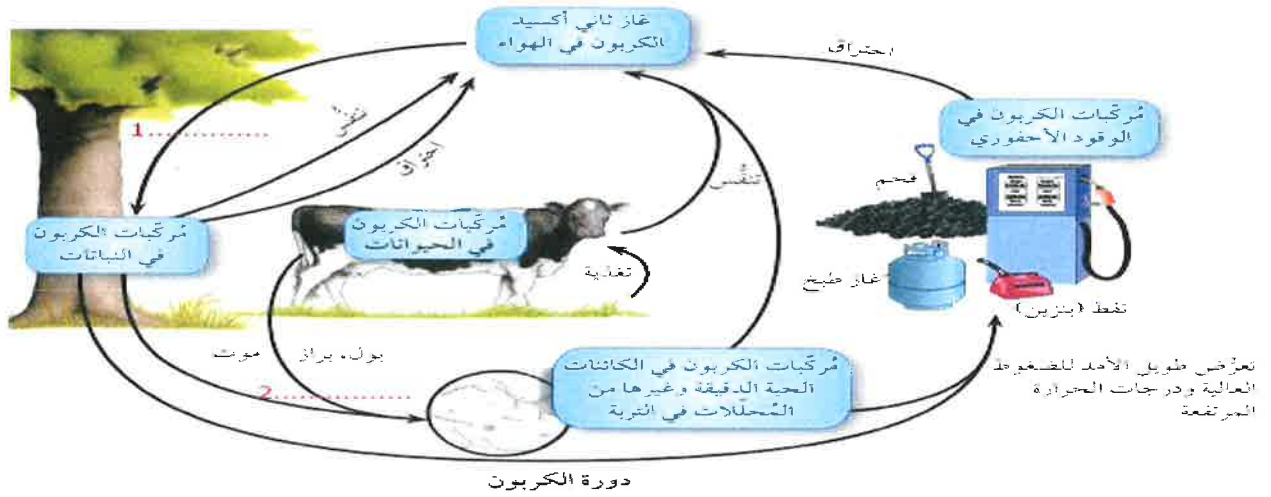 غاز ثاني أكسيد
الكربون في الهواء
احتراق
1..............
تنفّس
احتراق
تنفّس
مُركّبات الكربون في
الوقود الأحفوري
فحم
مُركّبات الكربون
في النباتات
مُركّبات الكربون
في الحيوانات
تغذية
غاز طبخ
نفط (بنزين)
بول، براز
موت
2..............
مُركّبات الكربون في الكائنات
الحية الدقيقة وغيرها من
المُحلّلات في التربة
تعرّض طويل الأمد للضغوط
العالية ودرجات الحرارة
المرتفعة
دورة الكربون